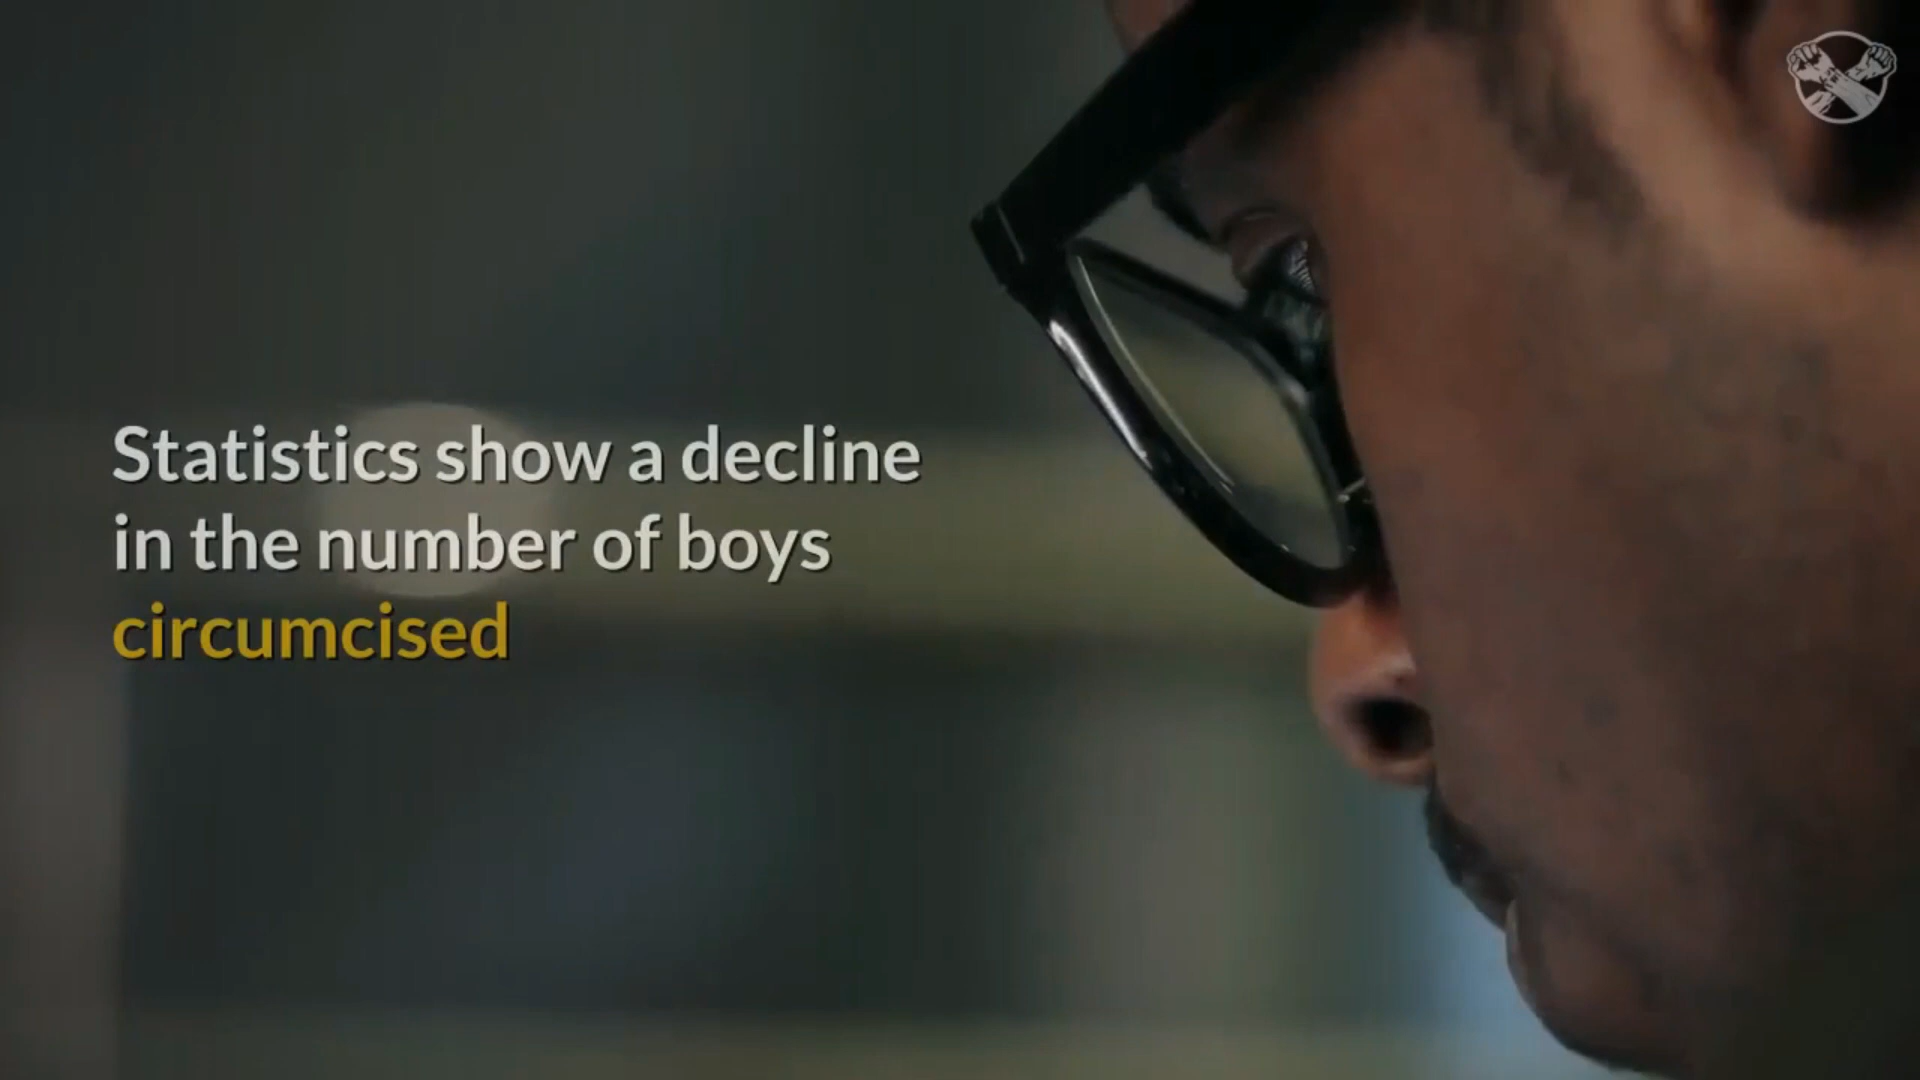 Statistics show a decline
in the number of boys
circumcised